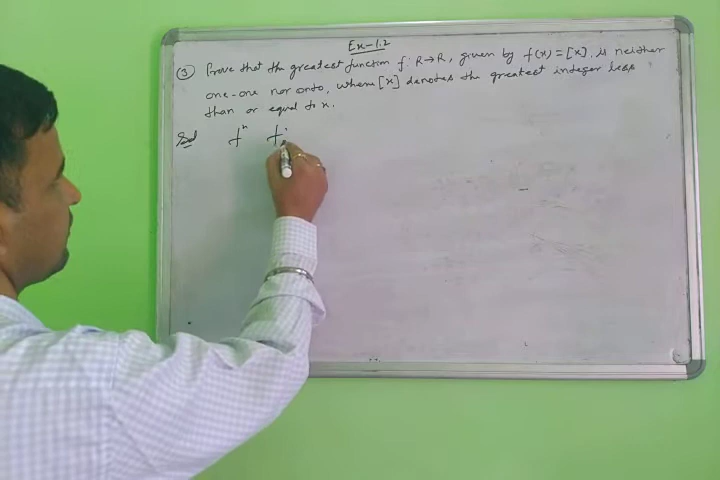 Ex-1.2
③ Prove that the greatest function f: R→R, given by f(x) = [x], is neither
one-one nor onto, where [x] denotes the greatest integer less
than or equal to x.
Sol fⁿ f: